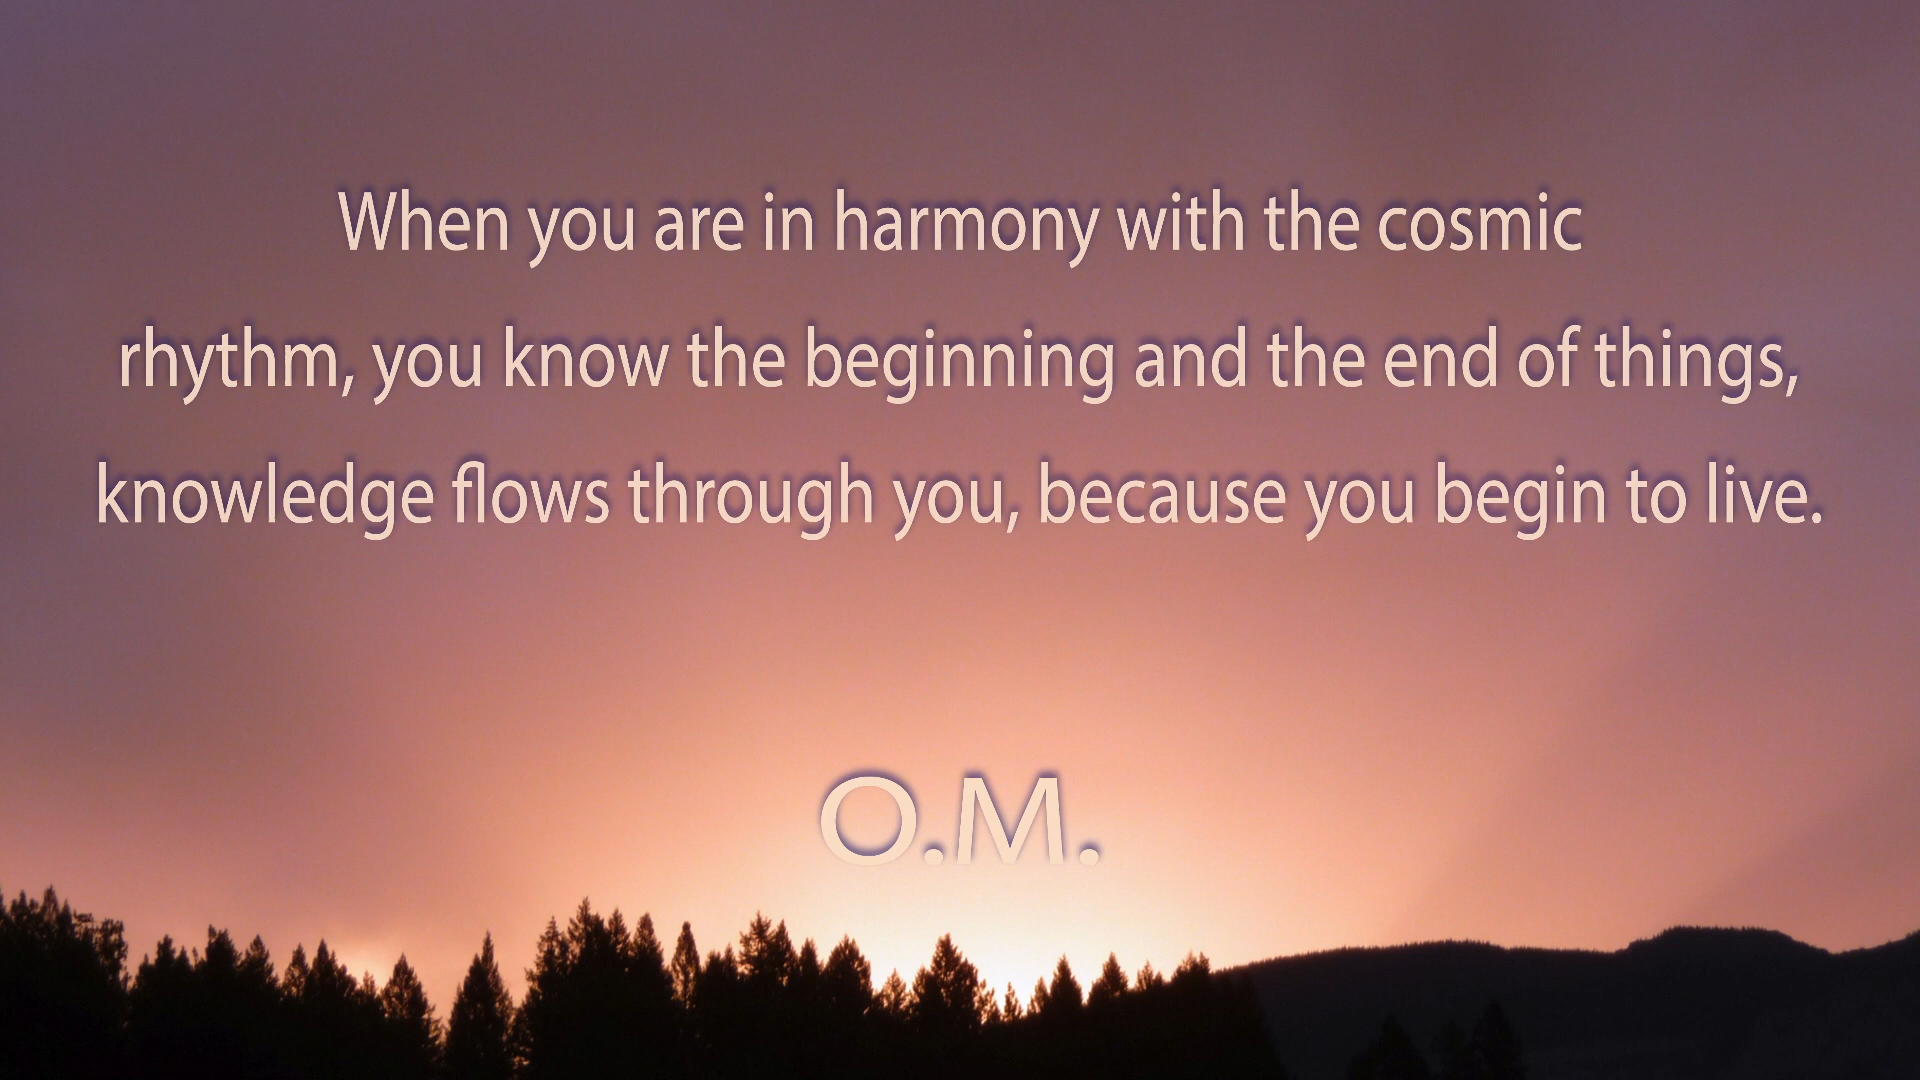 When you are in harmony with the cosmic
rhythm, you know the beginning and the end of things,
knowledge flows through you, because you begin to live.
O.M.